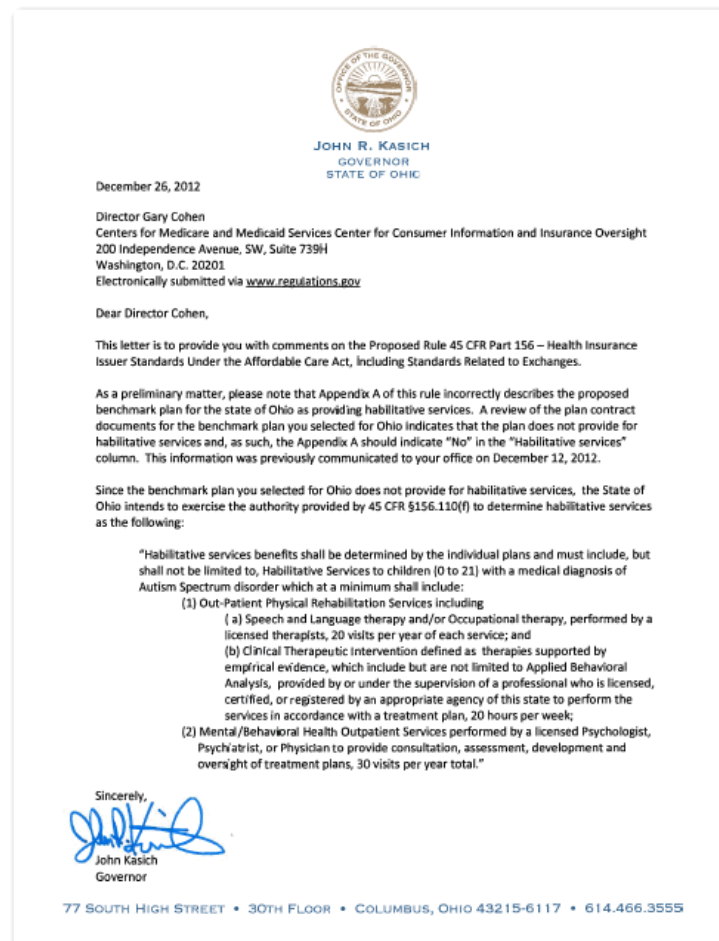 OFFICE OF THE GOVERNOR
STATE OF OHIO
JOHN R. KASICH
GOVERNOR
STATE OF OHIO
December 26, 2012
Director Gary Cohen
Centers for Medicare and Medicaid Services Center for Consumer Information and Insurance Oversight
200 Independence Avenue, SW, Suite 739H
Washington, D.C. 20201
Electronically submitted via www.regulations.gov
Dear Director Cohen,
This letter is to provide you with comments on the Proposed Rule 45 CFR Part 156 – Health Insurance
Issuer Standards Under the Affordable Care Act, including Standards Related to Exchanges.
As a preliminary matter, please note that Appendix A of this rule incorrectly describes the proposed
benchmark plan for the state of Ohio as providing habilitative services. A review of the plan contract
documents for the benchmark plan you selected for Ohio indicates that the plan does not provide for
habilitative services and, as such, the Appendix A should indicate "No" in the "Habilitative services"
column. This information was previously communicated to your office on December 12, 2012.
Since the benchmark plan you selected for Ohio does not provide for habilitative services, the State of
Ohio intends to exercise the authority provided by 45 CFR §156.110(f) to determine habilitative services
as the following:
"Habilitative services benefits shall be determined by the individual plans and must include, but
shall not be limited to, Habilitative Services to children (0 to 21) with a medical diagnosis of
Autism Spectrum disorder which at a minimum shall include:
(1) Out-Patient Physical Rehabilitation Services including
( a) Speech and Language therapy and/or Occupational therapy, performed by a
licensed therapists, 20 visits per year of each service; and
(b) Clinical Therapeutic Intervention defined as therapies supported by
empirical evidence, which include but are not limited to Applied Behavioral
Analysis, provided by or under the supervision of a professional who is licensed,
certified, or registered by an appropriate agency of this state to perform the
services in accordance with a treatment plan, 20 hours per week;
(2) Mental/Behavioral Health Outpatient Services performed by a licensed Psychologist,
Psychiatrist, or Physician to provide consultation, assessment, development and
oversight of treatment plans, 30 visits per year total."
Sincerely,
John Kasich
Governor
77 SOUTH HIGH STREET • 30TH FLOOR • COLUMBUS, OHIO 43215-6117 • 614.466.3555